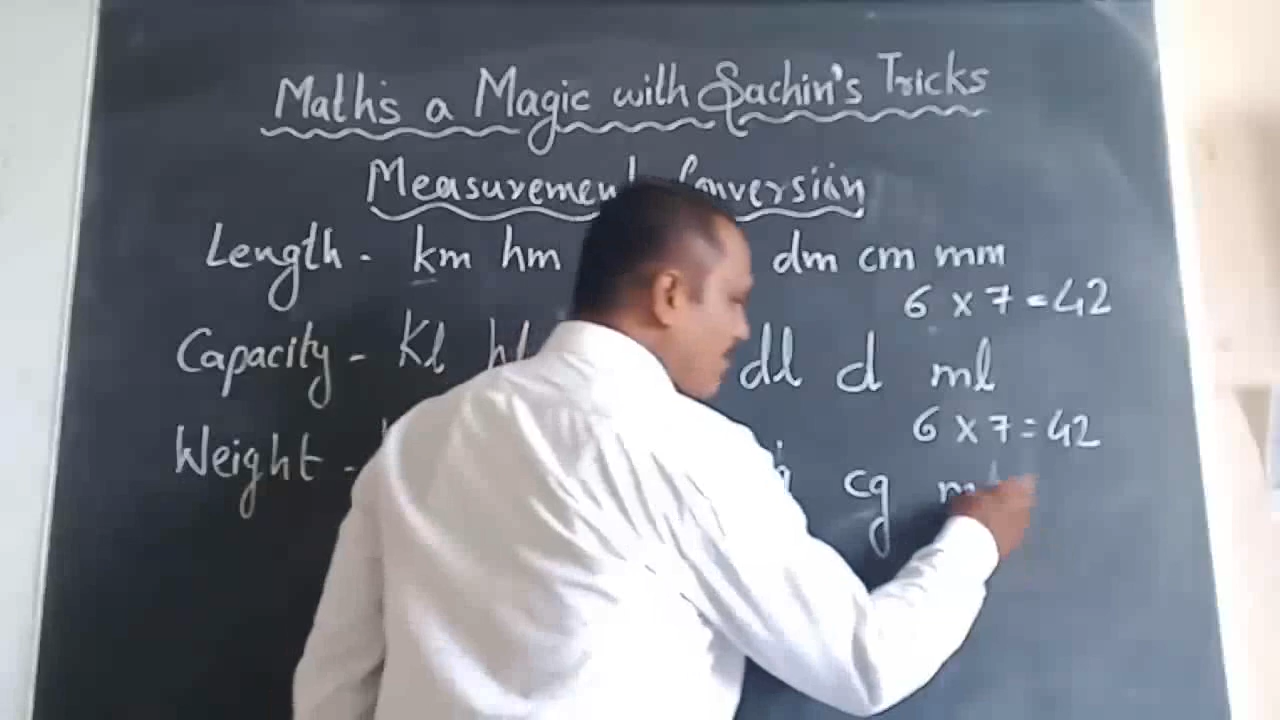 Maths a Magic with Sachin's Tricks
Measurement Conversion
Length - km hm dm cm mm
6 x 7 = 42
Capacity - Kl hl dl cl ml
6 x 7 = 42
Weight - cg